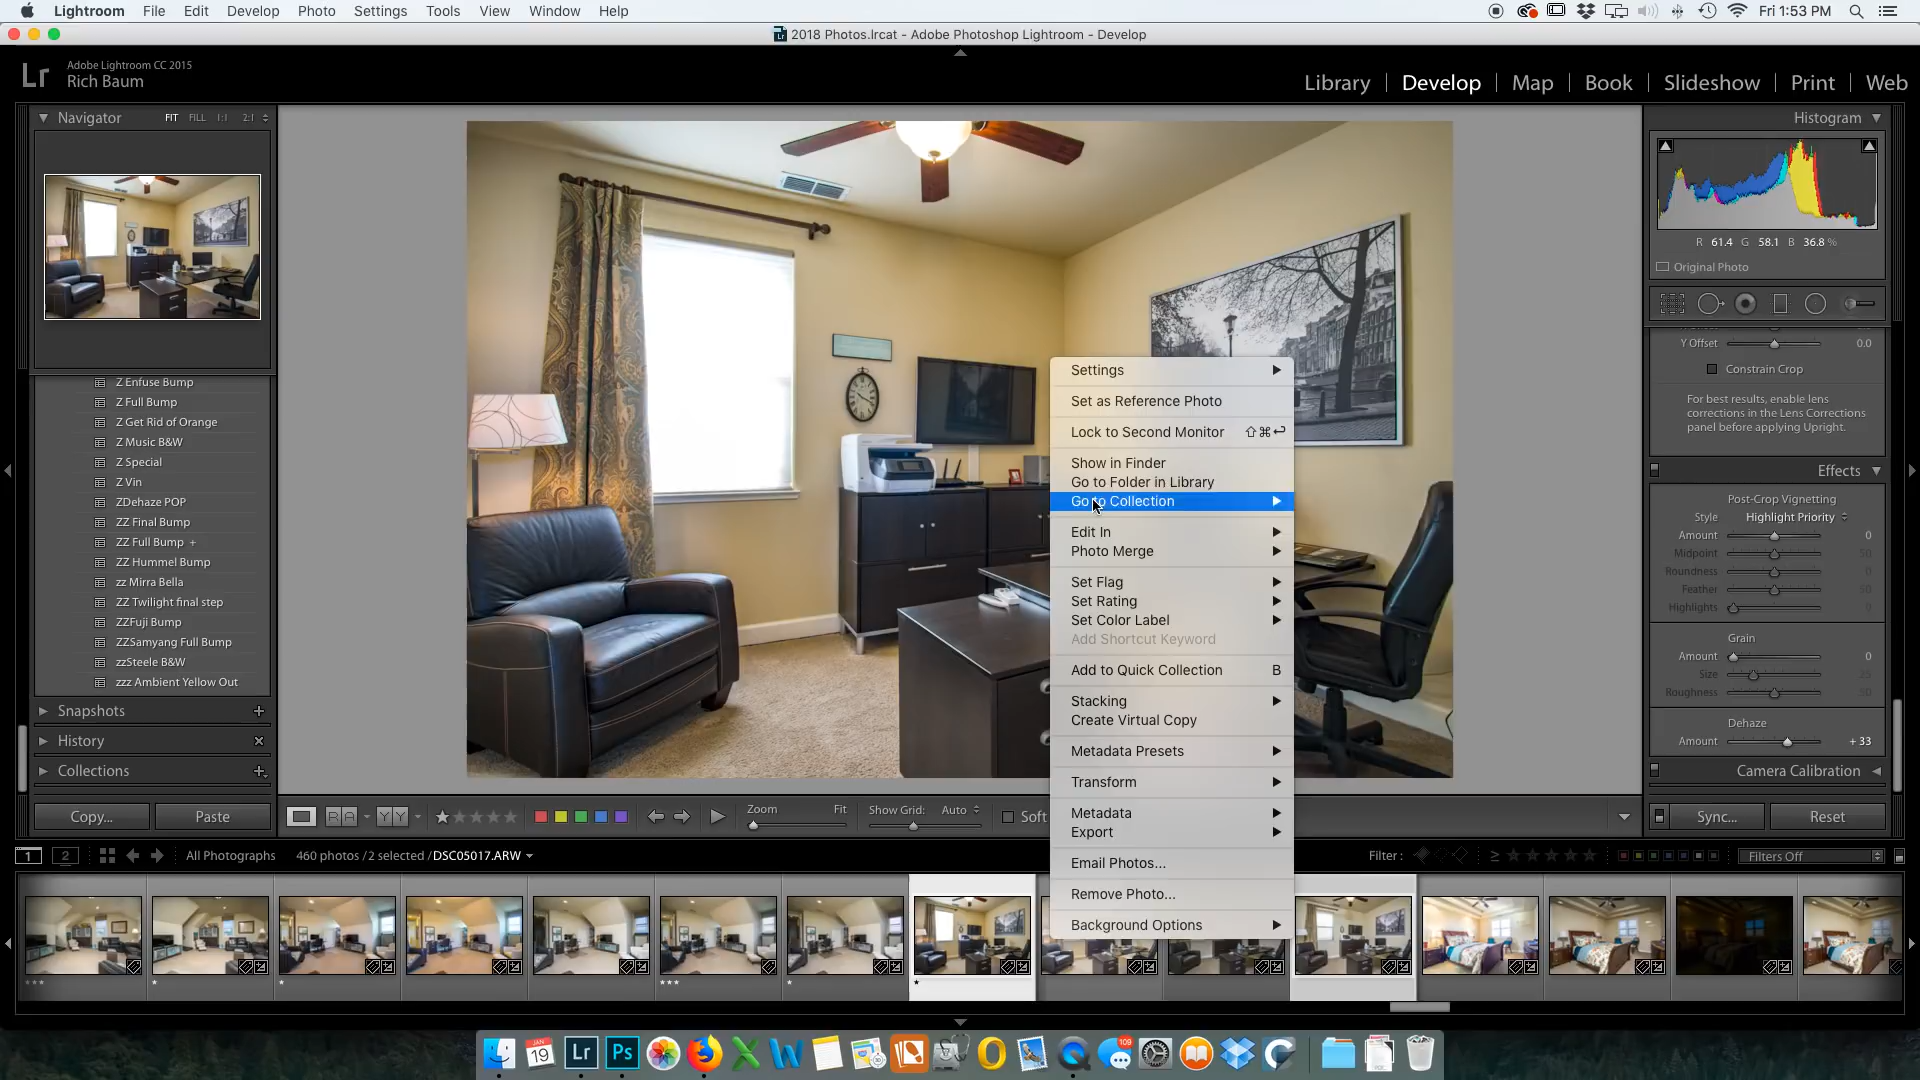 Lightroom File Edit Develop Photo Settings Tools View Window Help Fri 1:53 PM
2018 Photos.lrcat - Adobe Photoshop Lightroom - Develop
Lr Adobe Lightroom CC 2015
Rich Baum
Library Develop Map Book Slideshow Print Web
Navigator FIT FILL 1:1 2:1
Histogram
R 61.4 G 58.1 B 36.8 %
Original Photo
Y Offset 0.0
Constrain Crop
For best results, enable lens
corrections in the Lens Corrections
panel before applying Upright.
Effects
Post-Crop Vignetting
Style Highlight Priority
Amount 0
Midpoint 50
Roundness 0
Feather 50
Highlights 0
Grain
Amount 0
Size 25
Roughness 50
Dehaze
Amount + 33
Camera Calibration
Sync... Reset
Z Enfuse Bump
Z Full Bump
Z Get Rid of Orange
Z Music B&W
Z Special
Z Vin
ZDehaze POP
ZZ Final Bump
ZZ Full Bump +
ZZ Hummel Bump
zz Mirra Bella
ZZ Twilight final step
ZZFuji Bump
ZZSamyang Full Bump
zzSteele B&W
zzz Ambient Yellow Out
Snapshots +
History ×
Collections +
Copy... Paste
Settings
Set as Reference Photo
Lock to Second Monitor ⇧⌘↩
Show in Finder
Go to Folder in Library
Go to Collection
Edit In
Photo Merge
Set Flag
Set Rating
Set Color Label
Add Shortcut Keyword
Add to Quick Collection B
Stacking
Create Virtual Copy
Metadata Presets
Transform
Metadata
Export
Email Photos...
Remove Photo...
Background Options
R A Y Y Zoom Fit Show Grid: Auto Soft
1 2 All Photographs 460 photos / 2 selected / DSC05017.ARW Filter : Filters Off
JAN
19 Lr Ps 109